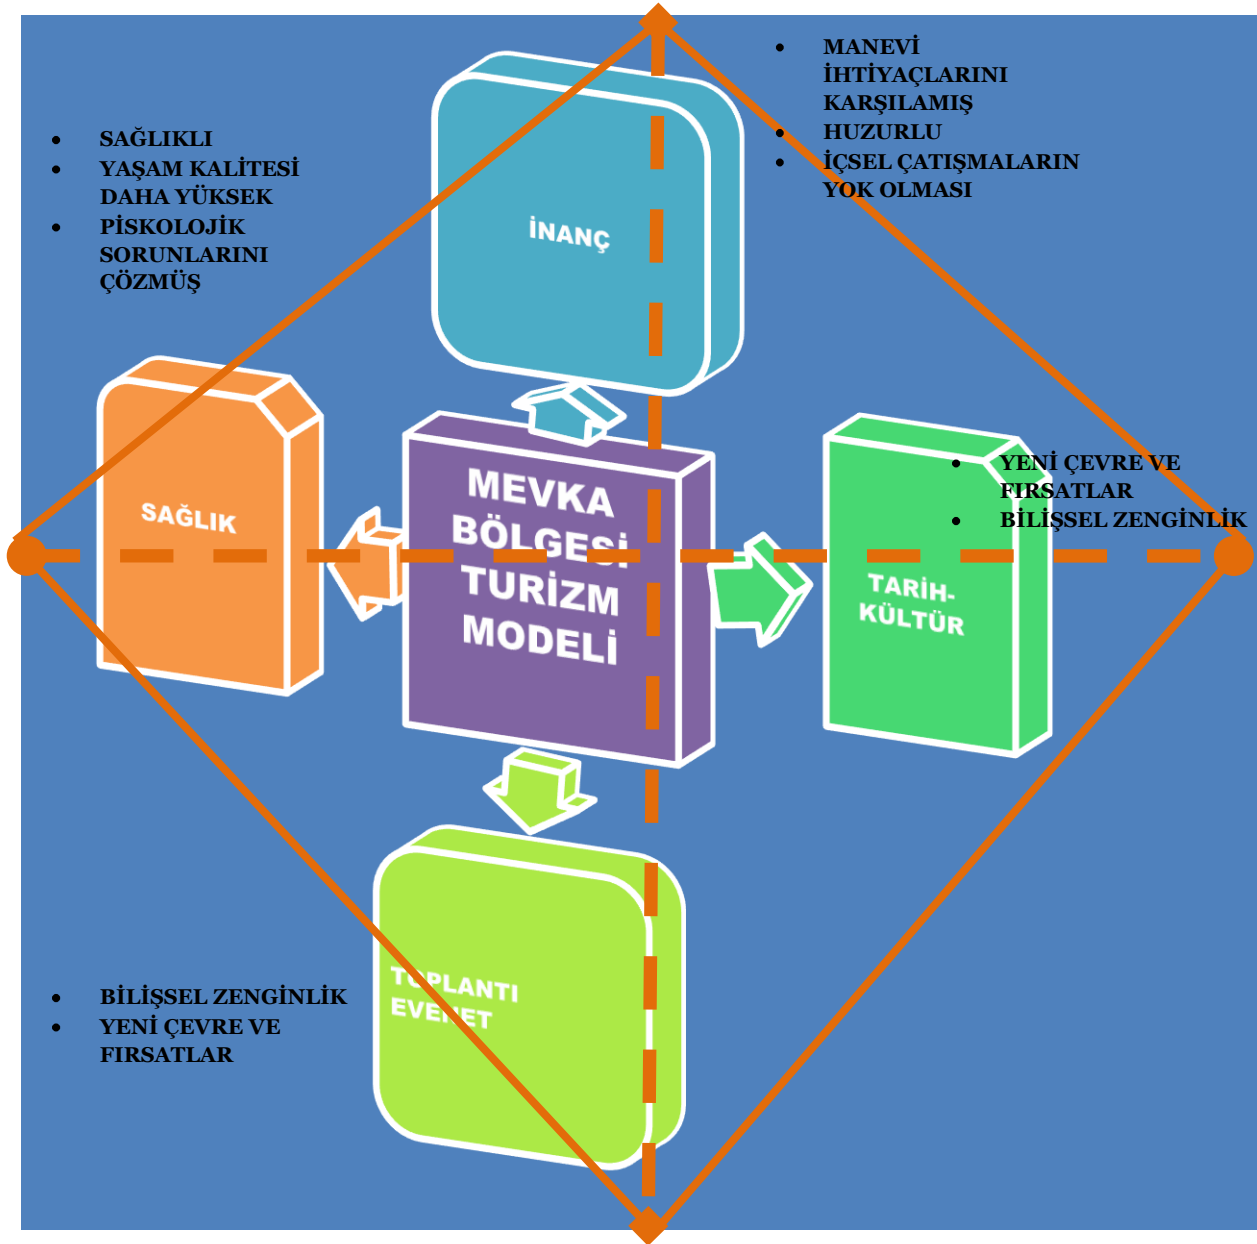 • MANEVİ
İHTİYAÇLARINI
KARŞILAMIŞ
• HUZURLU
• İÇSEL ÇATIŞMALARIN
YOK OLMASI
• SAĞLIKLI
• YAŞAM KALİTESİ
DAHA YÜKSEK
• PİSKOLOJİK
SORUNLARINI
ÇÖZMÜŞ
İNANÇ
SAĞLIK
MEVKA
BÖLGESİ
TURİZM
MODELİ
• YENİ ÇEVRE VE
FIRSATLAR
• BİLİŞSEL ZENGİNLİK
TARİH-
KÜLTÜR
TOPLANTI
EVENET
• BİLİŞSEL ZENGİNLİK
• YENİ ÇEVRE VE
FIRSATLAR